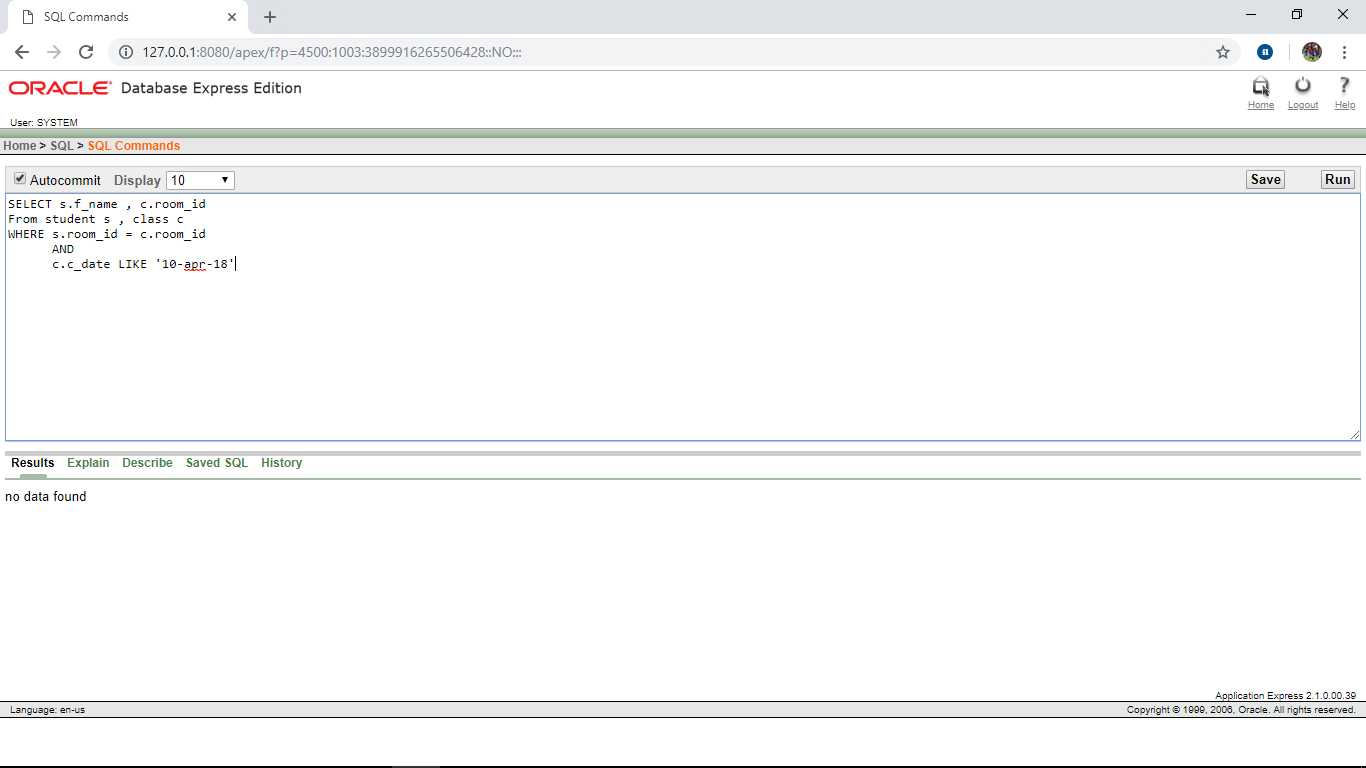 SQL Commands
127.0.0.1:8080/apex/f?p=4500:1003:3899916265506428::NO:::
ORACLE Database Express Edition
Home Logout Help
User: SYSTEM
Home > SQL > SQL Commands
Autocommit Display 10 Save Run
SELECT s.f_name , c.room_id
From student s , class c
WHERE s.room_id = c.room_id
AND
c.c_date LIKE '10-apr-18'
Results Explain Describe Saved SQL History
no data found
Application Express 2.1.0.00.39
Language: en-us Copyright © 1999, 2006, Oracle. All rights reserved.